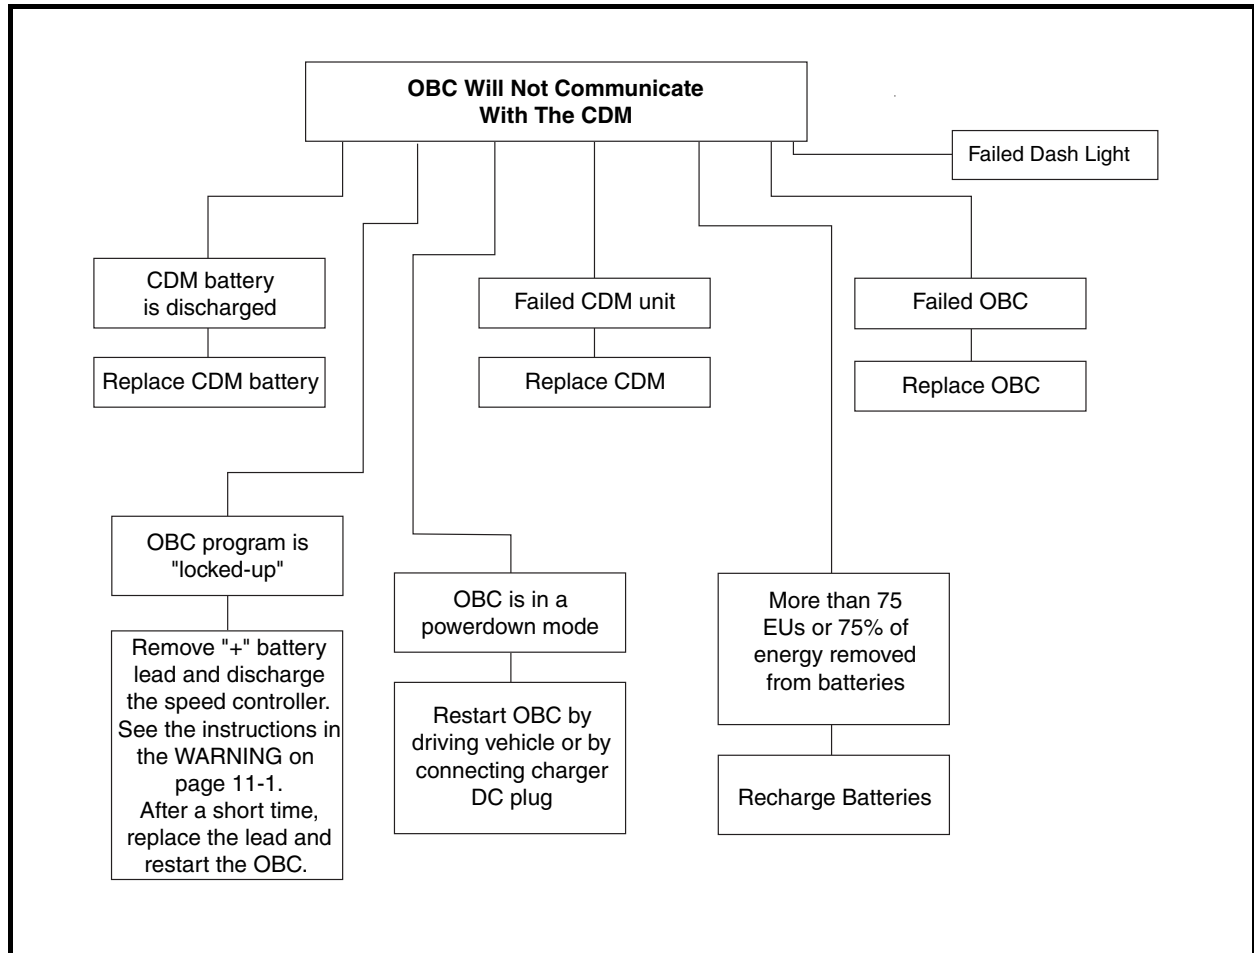 OBC Will Not Communicate
With The CDM
Failed Dash Light
CDM battery
is discharged
Replace CDM battery
Failed CDM unit
Replace CDM
Failed OBC
Replace OBC
OBC program is
"locked-up"
Remove "+" battery
lead and discharge
the speed controller.
See the instructions in
the WARNING on
page 11-1.
After a short time,
replace the lead and
restart the OBC.
OBC is in a
powerdown mode
Restart OBC by
driving vehicle or by
connecting charger
DC plug
More than 75
EUs or 75% of
energy removed
from batteries
Recharge Batteries